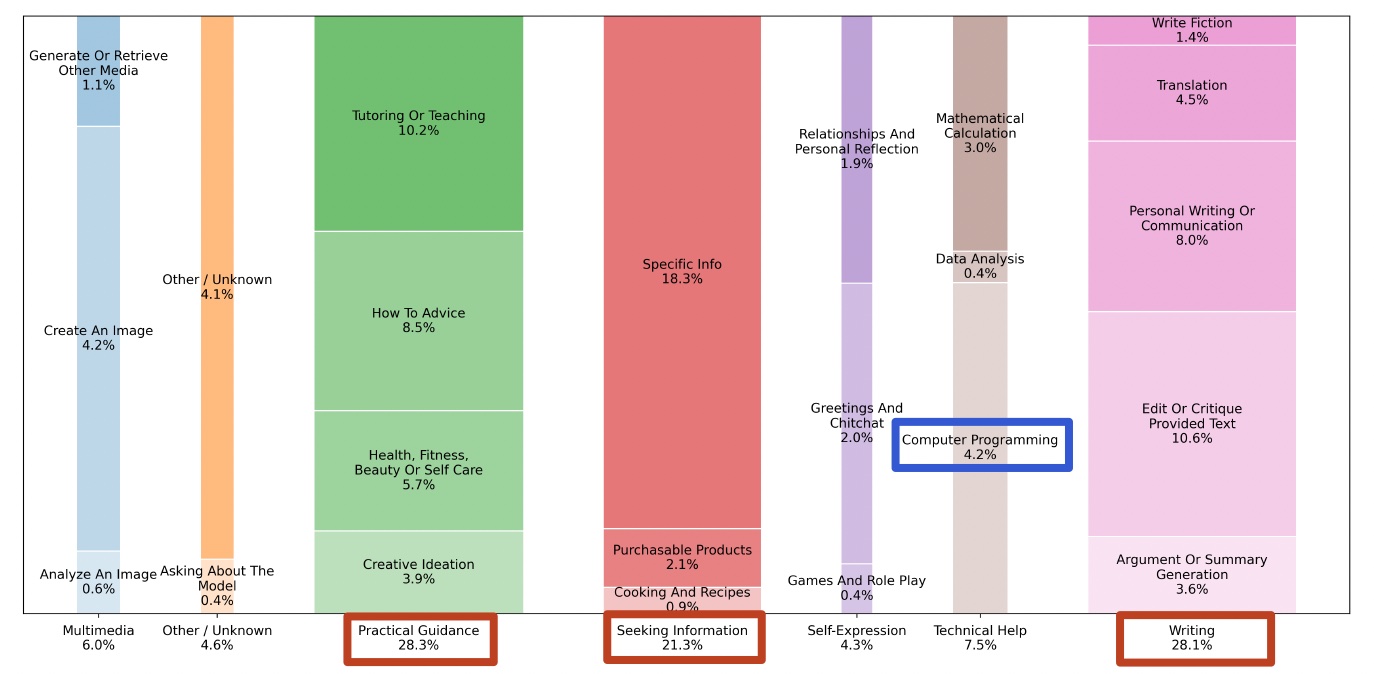 Generate Or Retrieve
Other Media
1.1%
Create An Image
4.2%
Analyze An Image
0.6%
Multimedia
6.0%
Other / Unknown
4.1%
Asking About The
Model
0.4%
Other / Unknown
4.6%
Tutoring Or Teaching
10.2%
How To Advice
8.5%
Health, Fitness,
Beauty Or Self Care
5.7%
Creative Ideation
3.9%
Practical Guidance
28.3%
Specific Info
18.3%
Purchasable Products
2.1%
Cooking And Recipes
0.9%
Seeking Information
21.3%
Relationships And
Personal Reflection
1.9%
Greetings And
Chitchat
2.0%
Games And Role Play
0.4%
Self-Expression
4.3%
Mathematical
Calculation
3.0%
Data Analysis
0.4%
Computer Programming
4.2%
Technical Help
7.5%
Write Fiction
1.4%
Translation
4.5%
Personal Writing Or
Communication
8.0%
Edit Or Critique
Provided Text
10.6%
Argument Or Summary
Generation
3.6%
Writing
28.1%